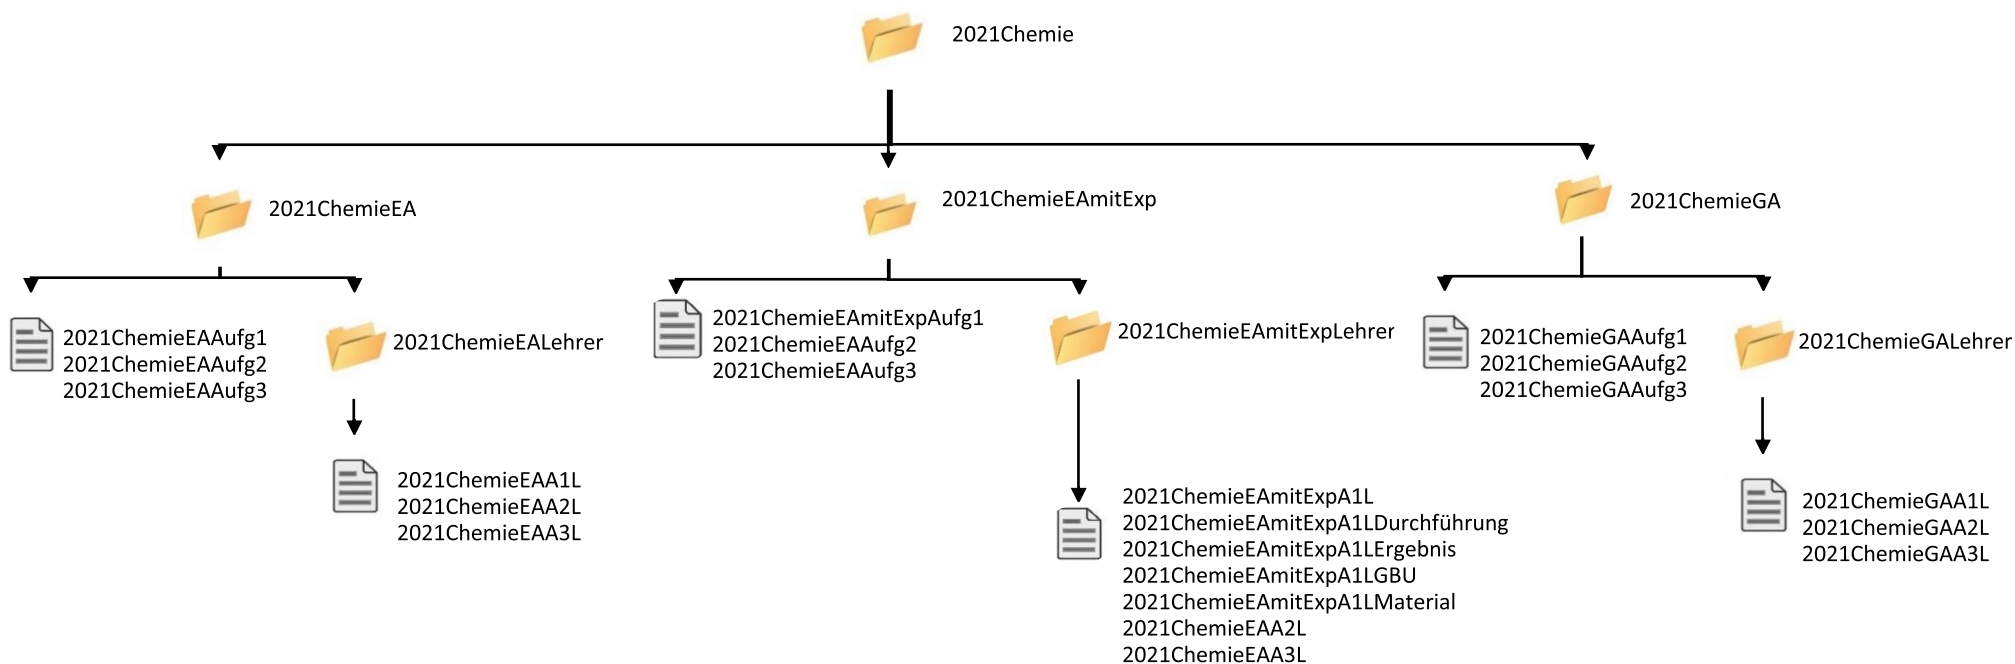 2021Chemie
2021ChemieEA
2021ChemieEAmitExp
2021ChemieGA
2021ChemieEAAufg1
2021ChemieEAAufg2
2021ChemieEAAufg3
2021ChemieEALehrer
2021ChemieEAmitExpAufg1
2021ChemieEAAufg2
2021ChemieEAAufg3
2021ChemieEAmitExpLehrer
2021ChemieGAAufg1
2021ChemieGAAufg2
2021ChemieGAAufg3
2021ChemieGALehrer
2021ChemieEAA1L
2021ChemieEAA2L
2021ChemieEAA3L
2021ChemieEAmitExpA1L
2021ChemieEAmitExpA1LDurchführung
2021ChemieEAmitExpA1LErgebnis
2021ChemieEAmitExpA1LGBU
2021ChemieEAmitExpA1LMaterial
2021ChemieEAA2L
2021ChemieEAA3L
2021ChemieGAA1L
2021ChemieGAA2L
2021ChemieGAA3L